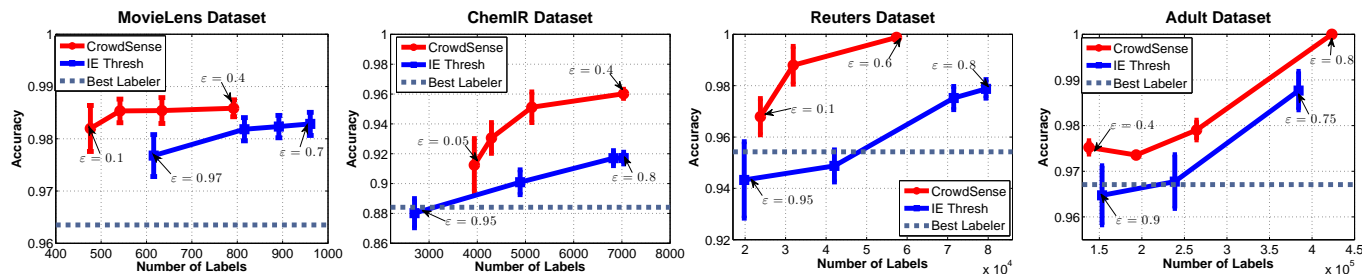 MovieLens Dataset
Accuracy
1
0.99
0.98
0.97
0.96
CrowdSense
IE Thresh
Best Labeler
ε = 0.4
ε = 0.1
ε = 0.7
ε = 0.97
400 500 600 700 800 900 1000
Number of Labels
ChemIR Dataset
Accuracy
1
0.98
0.96
0.94
0.92
0.9
0.88
0.86
CrowdSense
IE Thresh
Best Labeler
ε = 0.4
ε = 0.05
ε = 0.8
ε = 0.95
3000 4000 5000 6000 7000 8000
Number of Labels
Reuters Dataset
Accuracy
1
0.98
0.96
0.94
0.92
ε = 0.6
ε = 0.8
ε = 0.1
ε = 0.95
CrowdSense
IE Thresh
Best Labeler
2 3 4 5 6 7 8
x 10⁴
Number of Labels
Adult Dataset
Accuracy
1
0.99
0.98
0.97
0.96
CrowdSense
IE Thresh
Best Labeler
ε = 0.8
ε = 0.75
ε = 0.4
ε = 0.9
1.5 2 2.5 3 3.5 4 4.5
x 10⁵
Number of Labels